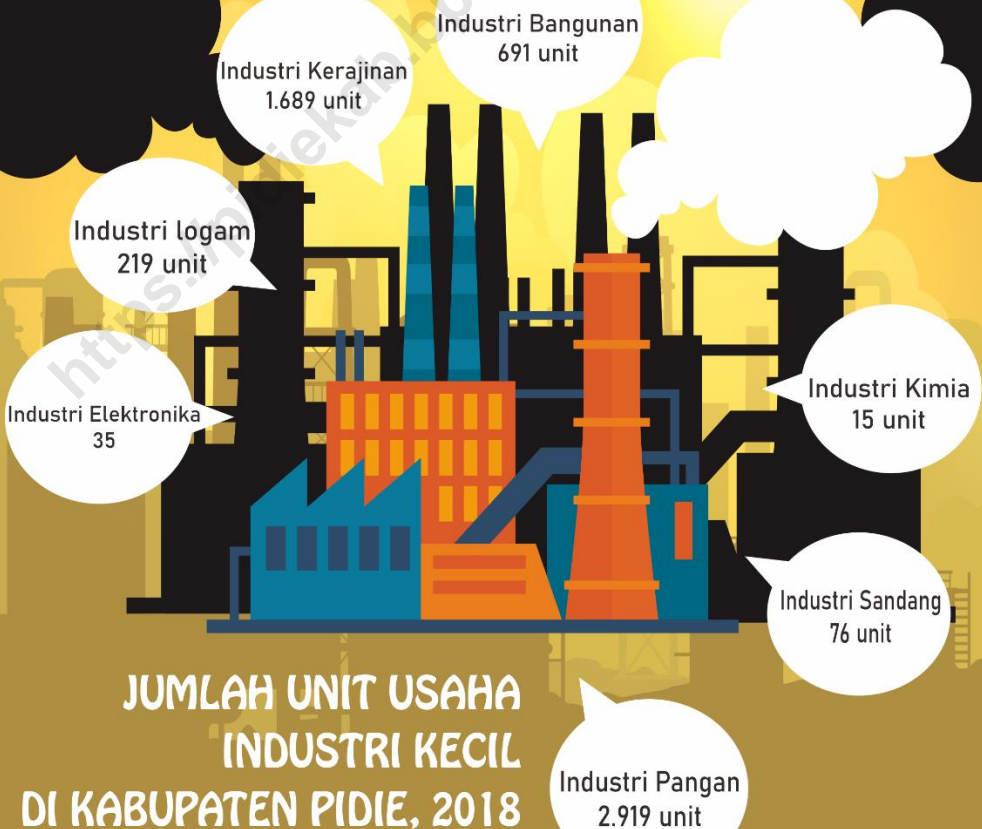 Industri Bangunan
691 unit
Industri Kerajinan
1.689 unit
Industri logam
219 unit
Industri Elektronika
35
Industri Kimia
15 unit
Industri Sandang
76 unit
Industri Pangan
2.919 unit
JUMLAH UNIT USAHA
INDUSTRI KECIL
DI KABUPATEN PIDIE, 2018
https://pidiekab.b